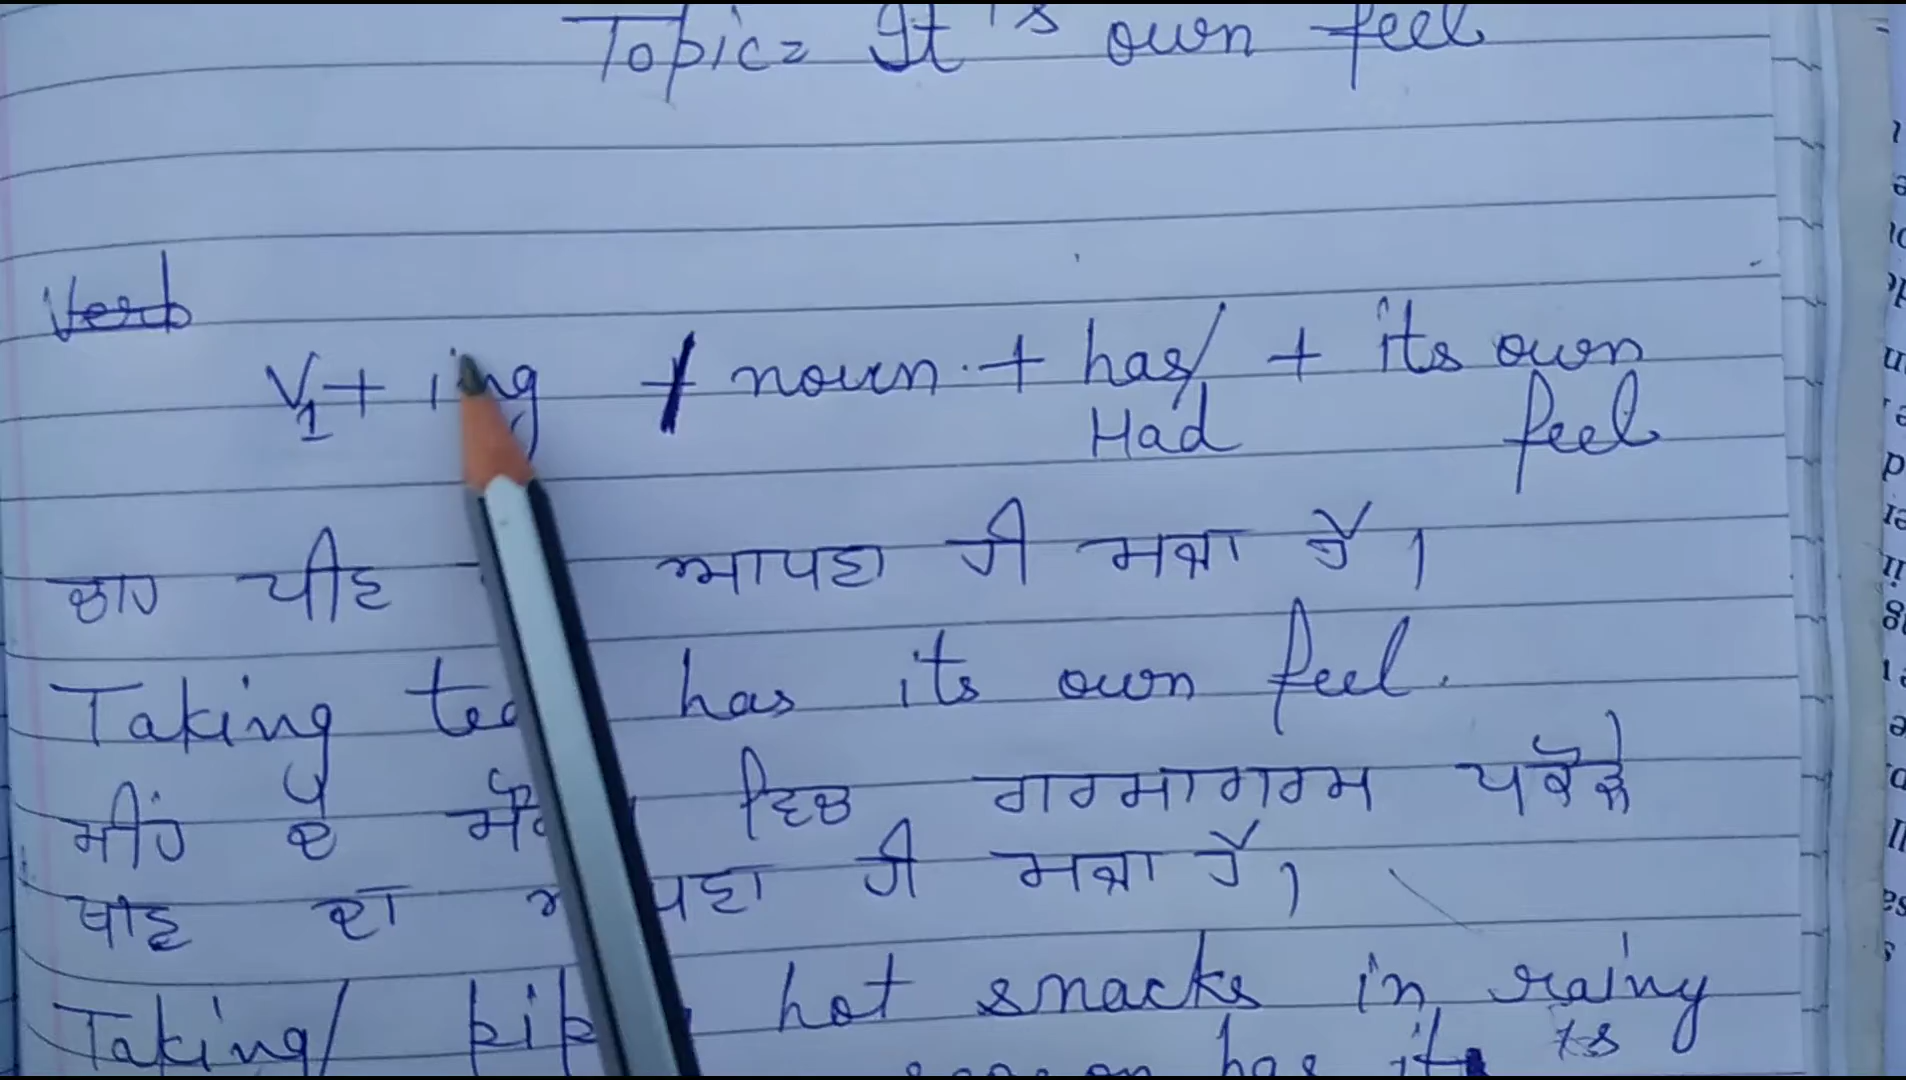 Topic= It's own feel
Verb
V1+ ing + noun. + has/ + its own
Had feel
ਚਾਹ ਪੀਣ ਆਪਣਾ ਹੀ ਮਜ਼ਾ ਹੈ।
Taking tea has its own feel.
ਮੀਂਹ ਦੇ ਵਿਚ ਗਰਮਾਗਰਮ ਪਕੌੜੇ
ਖਾਣ ਦਾ ਹੀ ਮਜ਼ਾ ਹੈ।
Taking/ hot snacks in rainy
has its